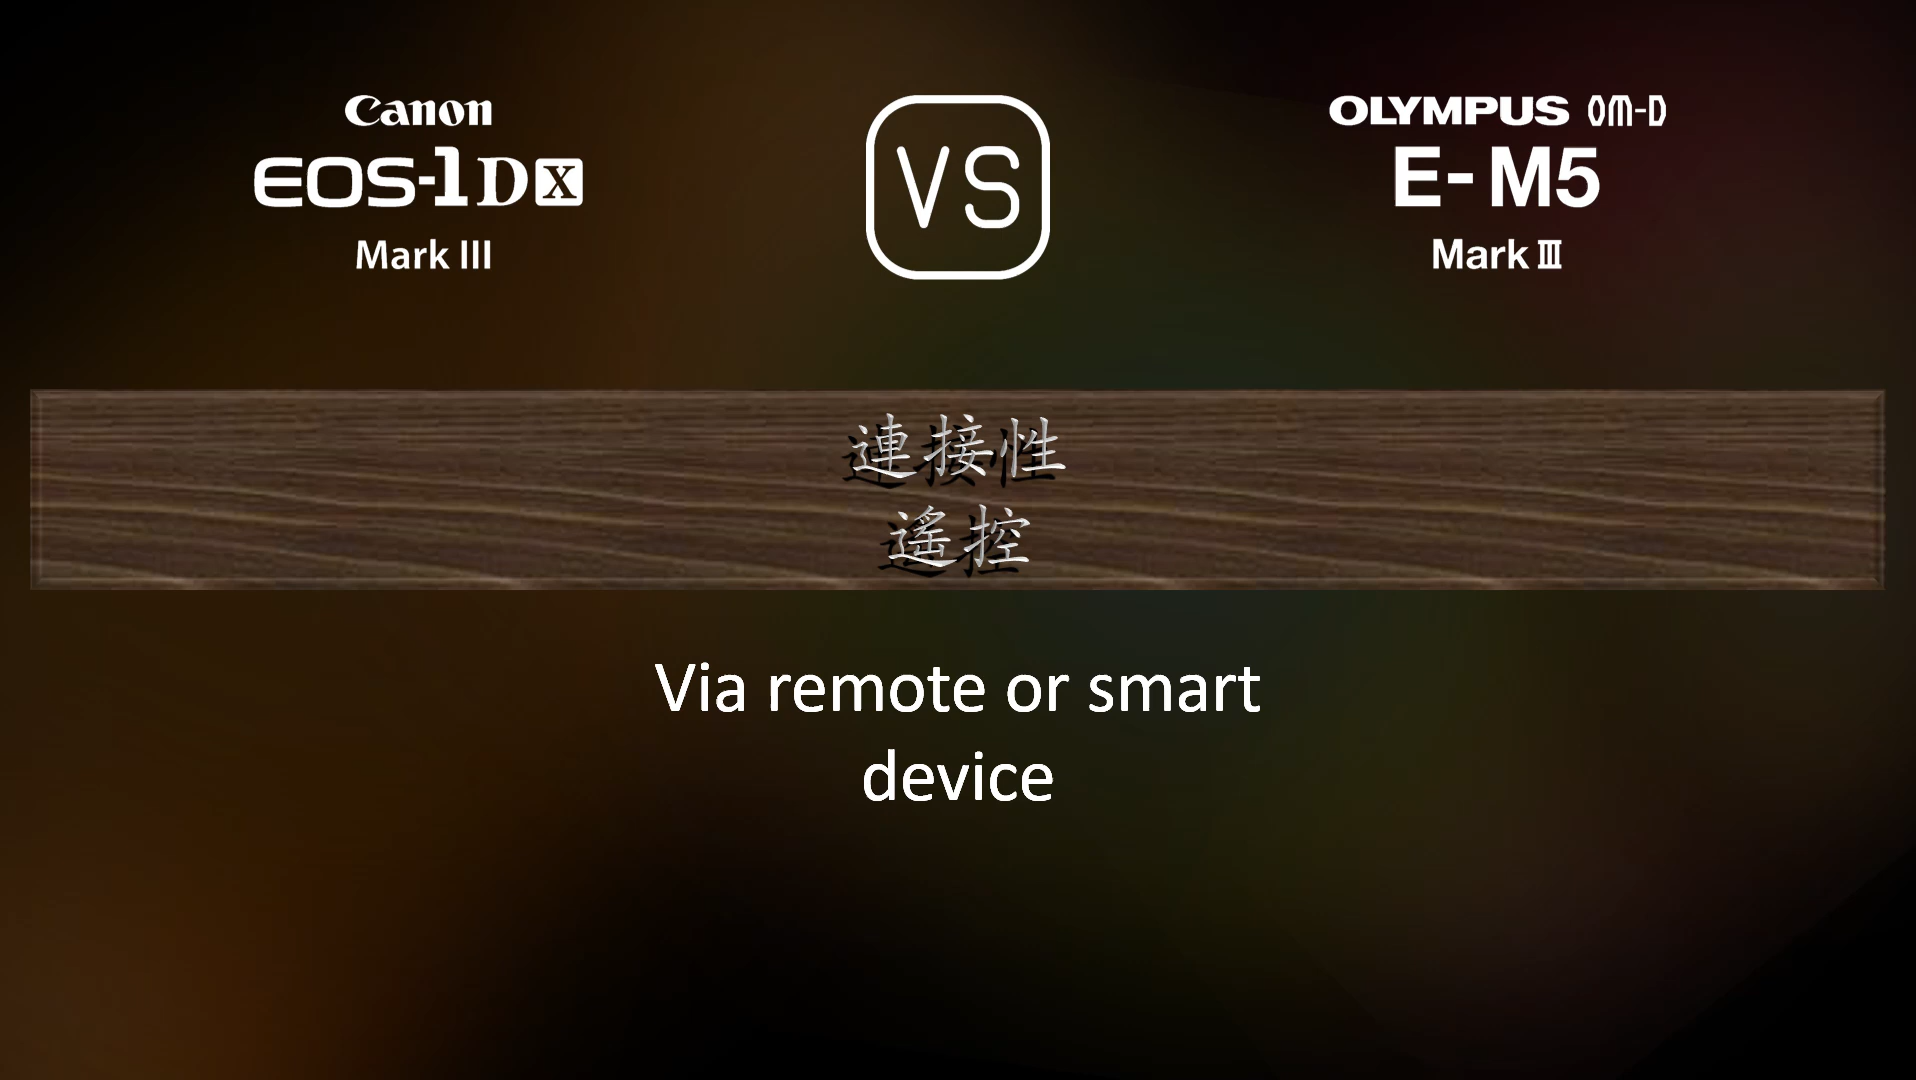 Canon
EOS-1DX
Mark III
VS
OLYMPUS OM-D
E-M5
Mark III
連接性
遙控
Via remote or smart
device